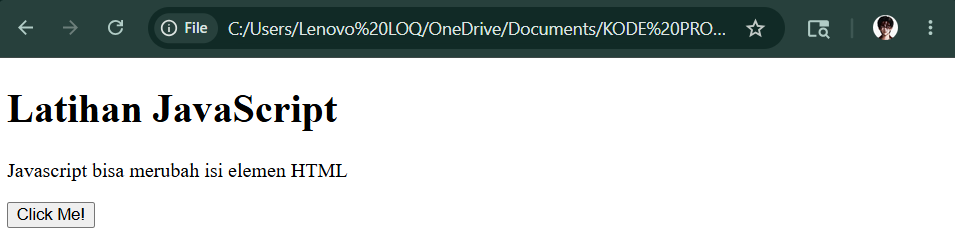 File C:/Users/Lenovo%20LOQ/OneDrive/Documents/KODE%20PRO...
Latihan JavaScript
Javascript bisa merubah isi elemen HTML
Click Me!